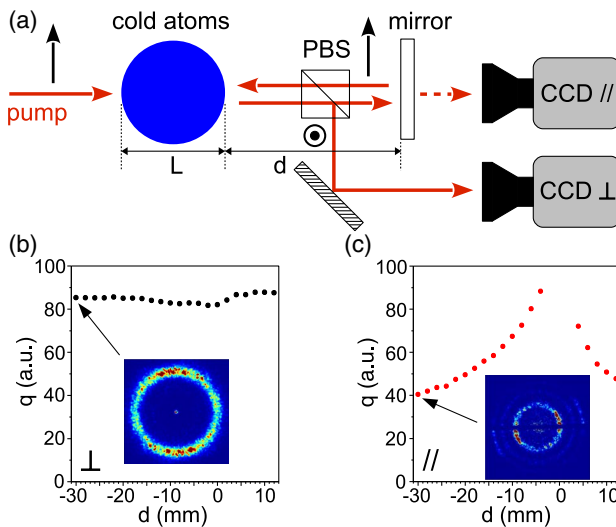 (a)
cold atoms
mirror
PBS
pump
CCD //
L
d
CCD ⊥
(b)
(c)
100
80
60
40
20
0
q (a.u.)
⊥
-30
-20
-10
0
10
d (mm)
100
80
60
40
20
0
q (a.u.)
//
-30
-20
-10
0
10
d (mm)